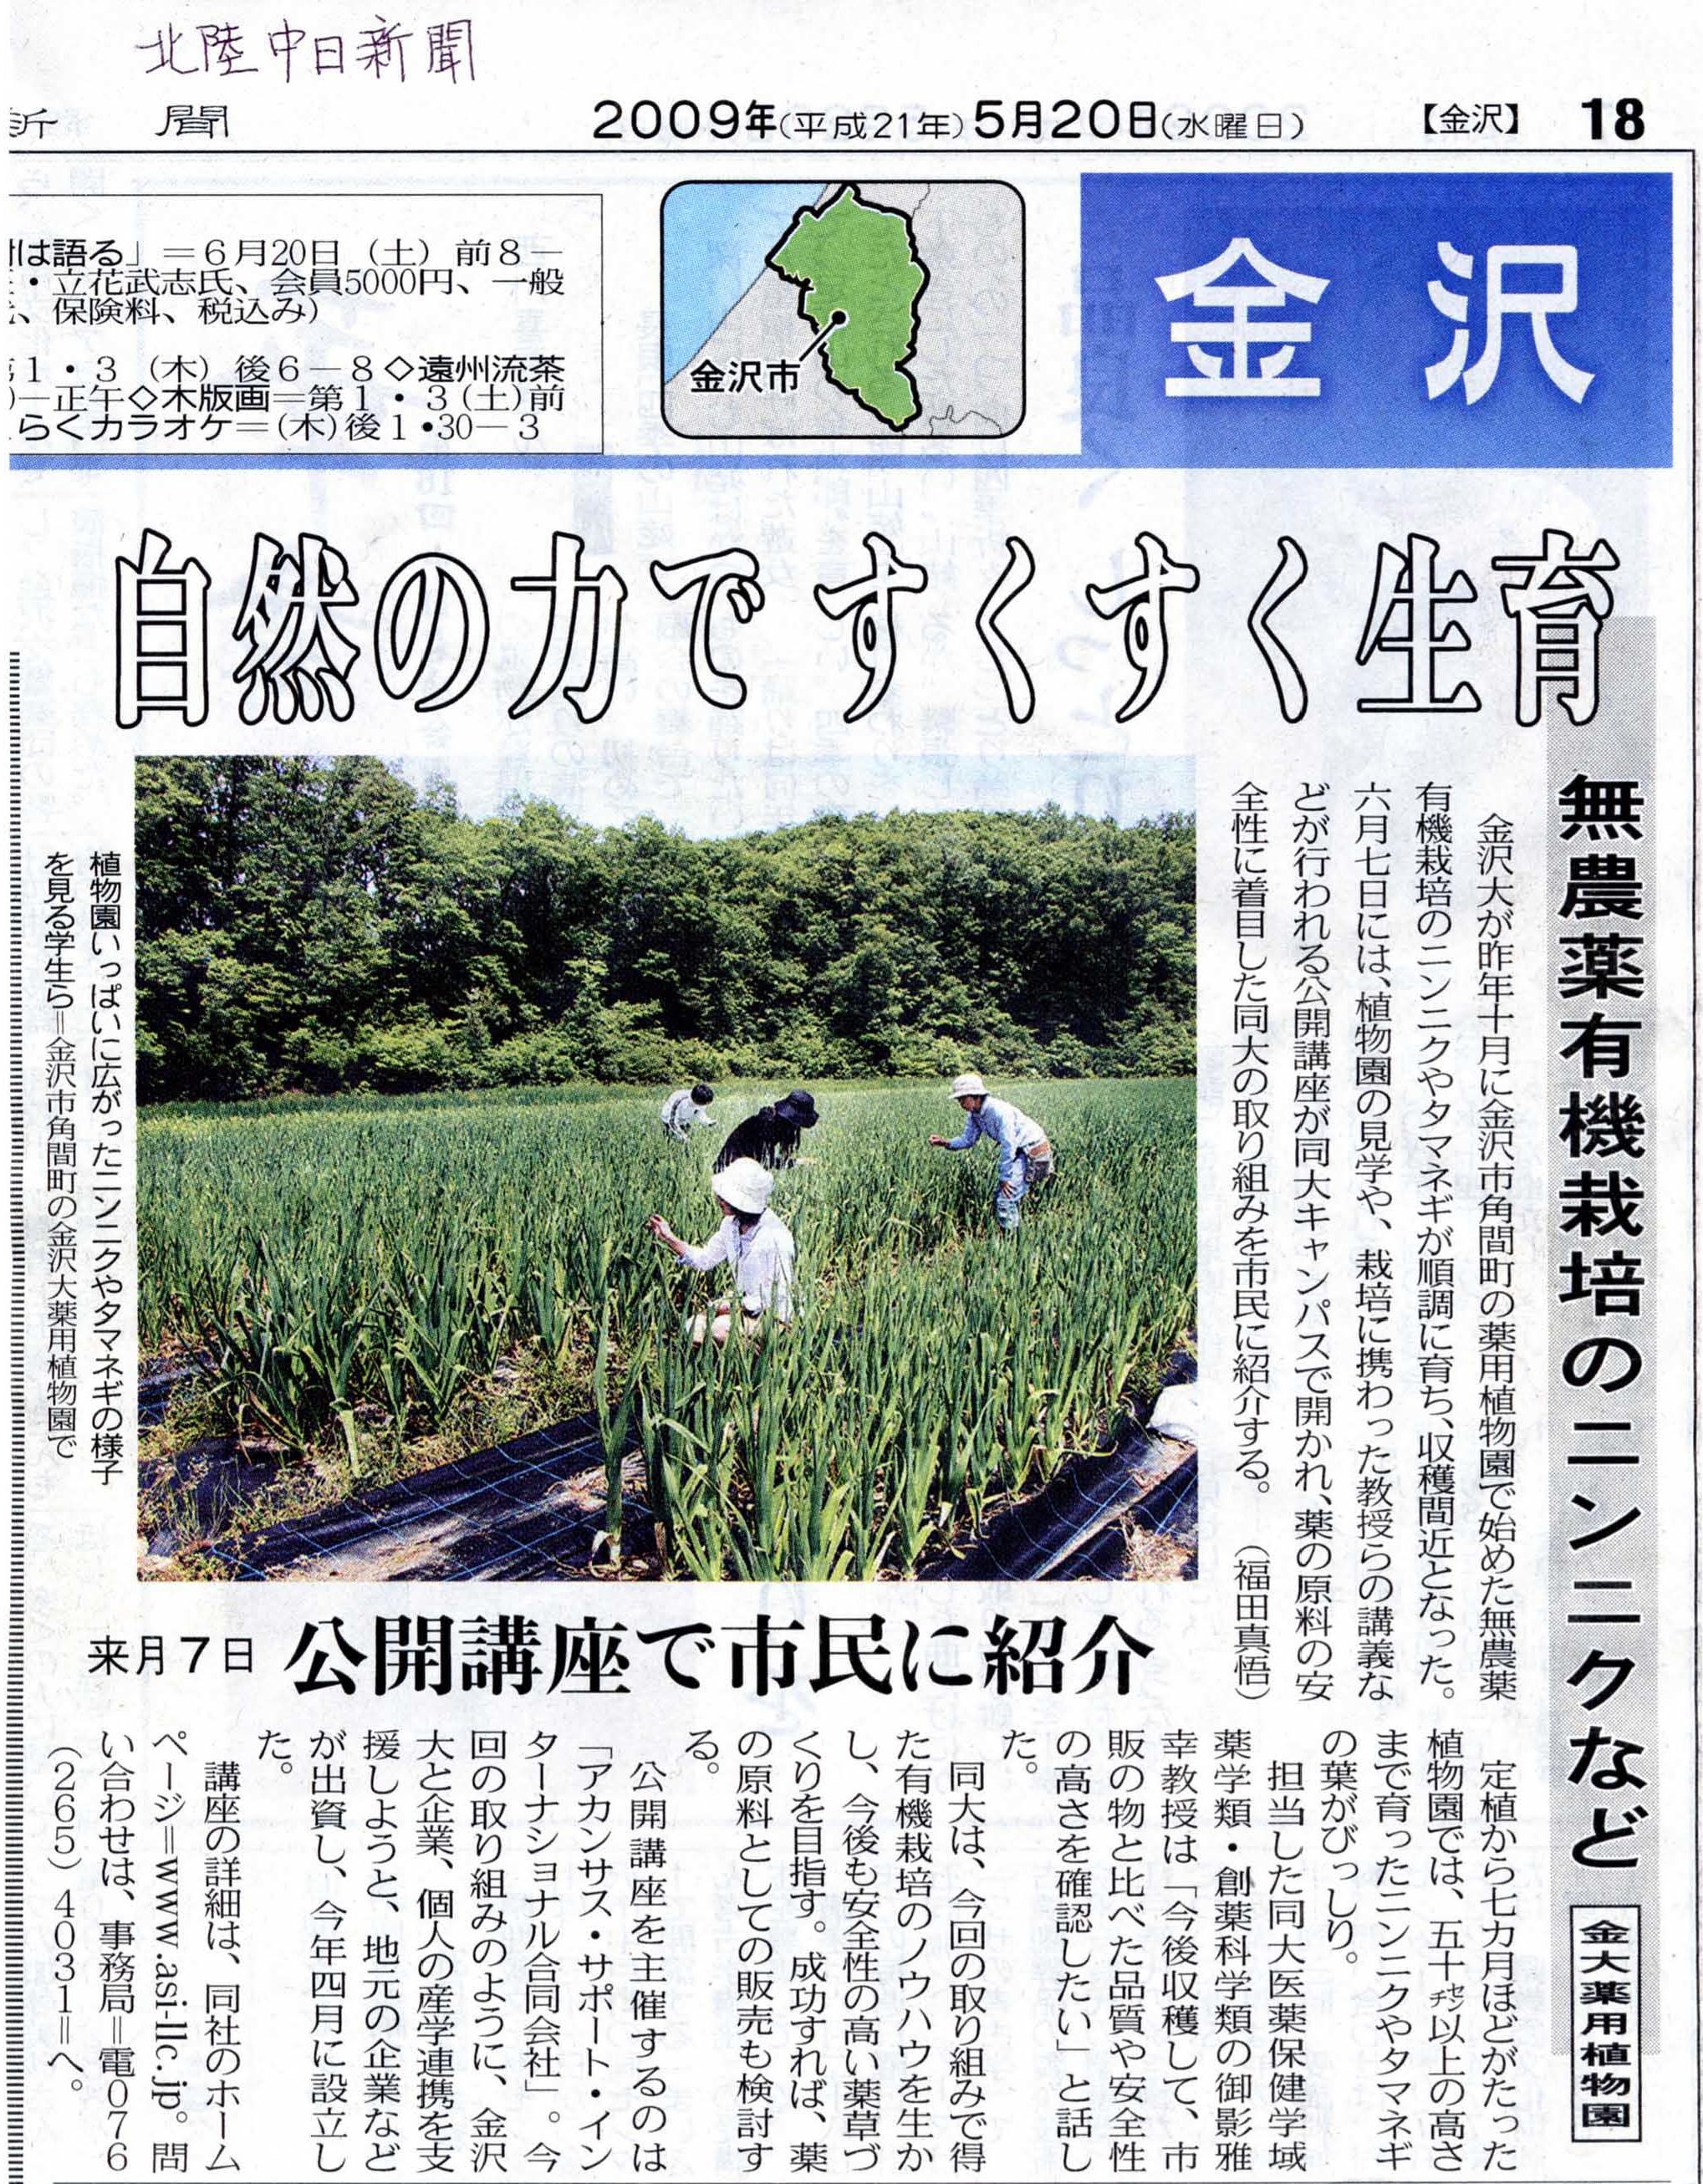 北陸中日新聞
新聞
2009年(平成21年)5月20日(水曜日)
【金沢】 18
は語る」＝6月20日（土）前8－
・立花武志氏、会員5000円、一般
、保険料、税込み）
1・3（木）後6－8◇遠州流茶
)－正午◇木版画＝第1・3(土)前
らくカラオケ＝(木)後1・30－3
金沢市
金沢
自然の力で すくすく生育
無農薬有機栽培のニンニクなど
金大薬用植物園
金沢大が昨年十月に金沢市角間町の薬用植物園で始めた無農薬
有機栽培のニンニクやタマネギが順調に育ち、収穫間近となった。
六月七日には、植物園の見学や、栽培に携わった教授らの講義な
どが行われる公開講座が同大キャンパスで開かれ、薬の原料の安
全性に着目した同大の取り組みを市民に紹介する。（福田真悟）
植物園いっぱいに広がったニンニクやタマネギの様子
を見る学生ら＝金沢市角間町の金沢大薬用植物園で
来月7日 公開講座で市民に紹介
定植から七カ月ほどがたった
植物園では、五十センチ以上の高さ
まで育ったニンニクやタマネギ
の葉がびっしり。
担当した同大医薬保健学域
薬学類・創薬科学類の御影雅
幸教授は「今後収穫して、市
販の物と比べた品質や安全性
の高さを確認したい」と話し
た。
同大は、今回の取り組みで得
た有機栽培のノウハウを生か
し、今後も安全性の高い薬草づ
くりを目指す。成功すれば、薬
の原料としての販売も検討す
る。
公開講座を主催するのは
「アカンサス・サポート・イン
ターナショナル合同会社」。今
回の取り組みのように、金沢
大と企業、個人の産学連携を支
援しようと、地元の企業など
が出資し、今年四月に設立し
た。
講座の詳細は、同社のホーム
ページ＝www.asi-llc.jp。問
い合わせは、事務局＝電076
(265)4031＝へ。